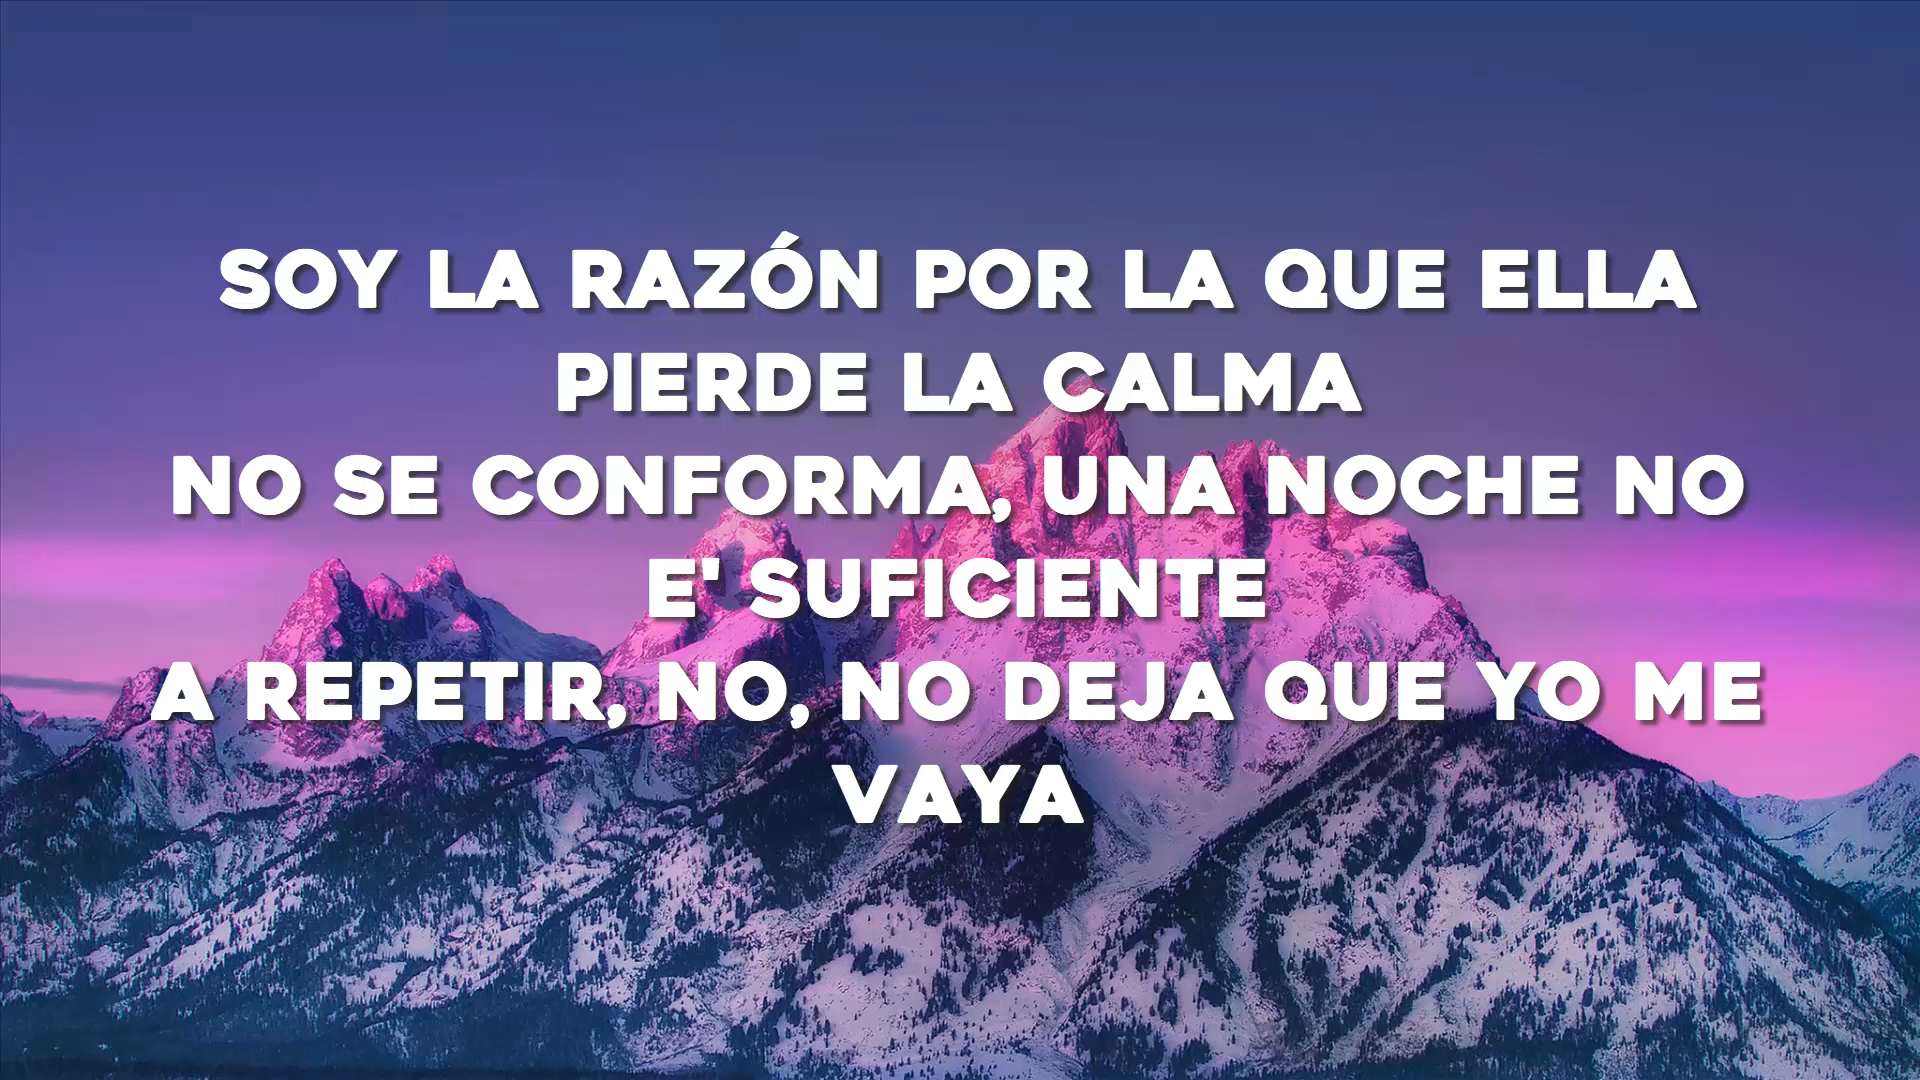 SOY LA RAZÓN POR LA QUE ELLA
PIERDE LA CALMA
NO SE CONFORMA, UNA NOCHE NO
E' SUFICIENTE
A REPETIR, NO, NO DEJA QUE YO ME
VAYA